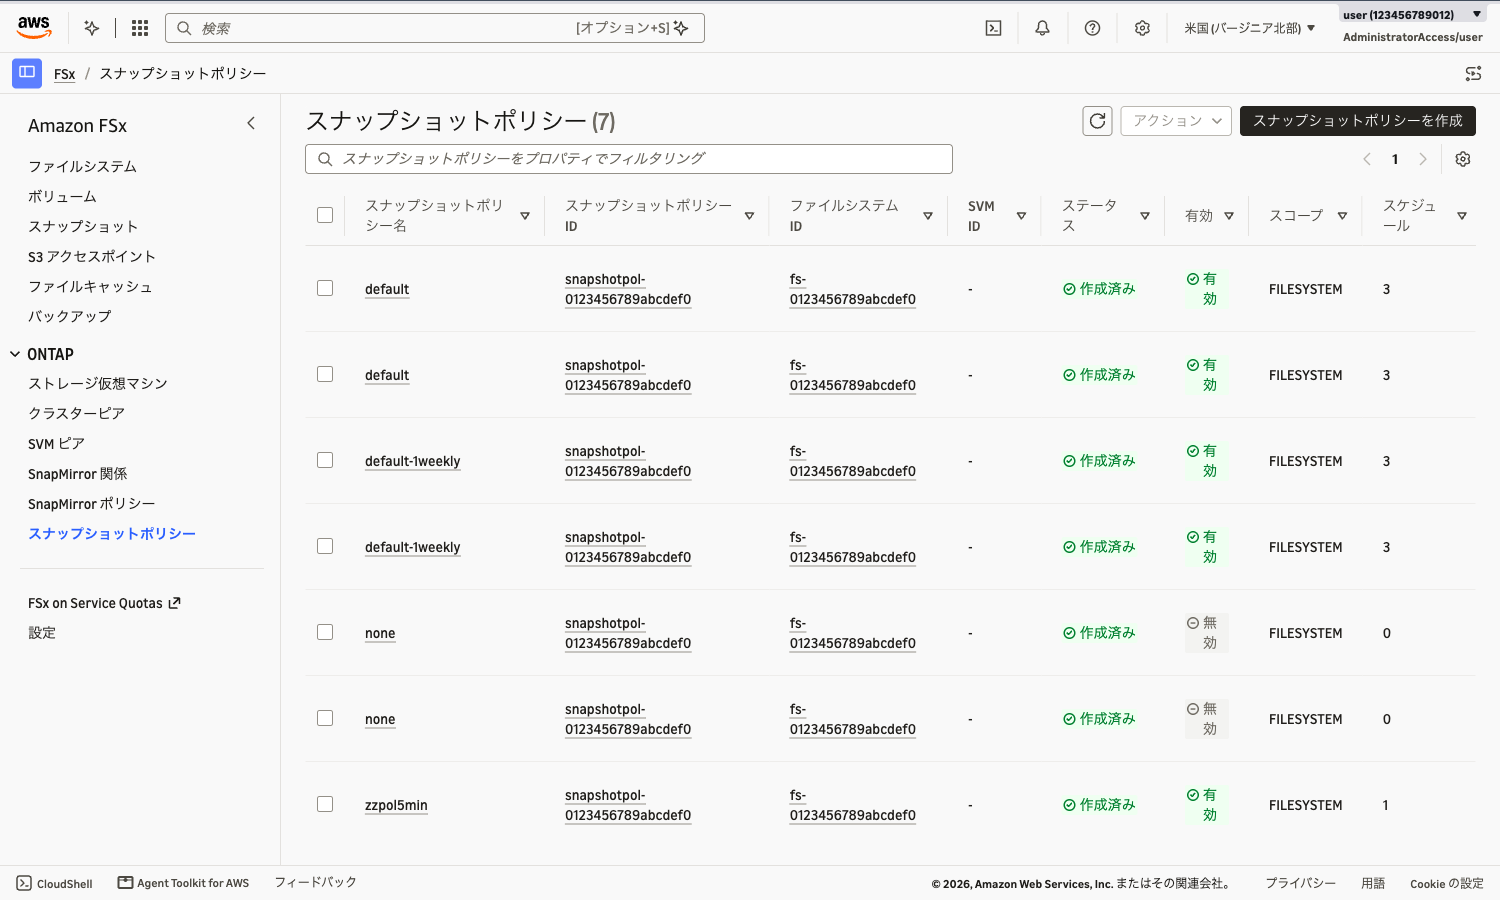 aws
検索
[オプション+S]
米国 (バージニア北部) ▼
user (123456789012) ▼
AdministratorAccess/user
FSx / スナップショットポリシー
Amazon FSx
ファイルシステム
ボリューム
スナップショット
S3 アクセスポイント
ファイルキャッシュ
バックアップ
ONTAP
ストレージ仮想マシン
クラスターピア
SVM ピア
SnapMirror 関係
SnapMirror ポリシー
スナップショットポリシー
FSx on Service Quotas
設定
スナップショットポリシー (7)
アクション
スナップショットポリシーを作成
スナップショットポリシーをプロパティでフィルタリング
1
スナップショットポリ
シー名
スナップショットポリシー
ID
ファイルシステム
ID
SVM
ID
ステータ
ス
有効
スコープ
スケジュ
ール
default
snapshotpol-
0123456789abcdef0
fs-
0123456789abcdef0
-
作成済み
有
効
FILESYSTEM
3
default
snapshotpol-
0123456789abcdef0
fs-
0123456789abcdef0
-
作成済み
有
効
FILESYSTEM
3
default-1weekly
snapshotpol-
0123456789abcdef0
fs-
0123456789abcdef0
-
作成済み
有
効
FILESYSTEM
3
default-1weekly
snapshotpol-
0123456789abcdef0
fs-
0123456789abcdef0
-
作成済み
有
効
FILESYSTEM
3
none
snapshotpol-
0123456789abcdef0
fs-
0123456789abcdef0
-
作成済み
無
効
FILESYSTEM
0
none
snapshotpol-
0123456789abcdef0
fs-
0123456789abcdef0
-
作成済み
無
効
FILESYSTEM
0
zzpol5min
snapshotpol-
0123456789abcdef0
fs-
0123456789abcdef0
-
作成済み
有
効
FILESYSTEM
1
CloudShell
Agent Toolkit for AWS
フィードバック
© 2026, Amazon Web Services, Inc. またはその関連会社。
プライバシー
用語
Cookie の設定